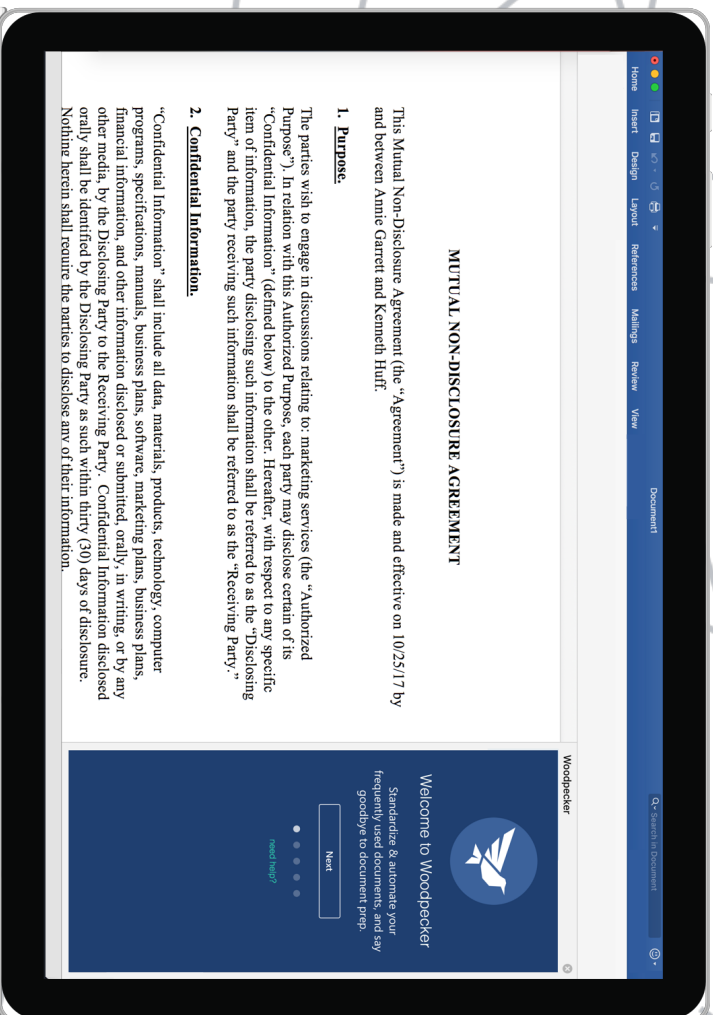 Document1
Search in Document
Home Insert Design Layout References Mailings Review View
MUTUAL NON-DISCLOSURE AGREEMENT
This Mutual Non-Disclosure Agreement (the “Agreement”) is made and effective on 10/25/17 by
and between Annie Garrett and Kenneth Huff.
1. Purpose.
The parties wish to engage in discussions relating to: marketing services (the “Authorized
Purpose”). In relation with this Authorized Purpose, each party may disclose certain of its
“Confidential Information” (defined below) to the other. Hereafter, with respect to any specific
item of information, the party disclosing such information shall be referred to as the “Disclosing
Party” and the party receiving such information shall be referred to as the “Receiving Party.”
2. Confidential Information.
“Confidential Information” shall include all data, materials, products, technology, computer
programs, specifications, manuals, business plans, software, marketing plans, business plans,
financial information, and other information disclosed or submitted, orally, in writing, or by any
other media, by the Disclosing Party to the Receiving Party. Confidential Information disclosed
orally shall be identified by the Disclosing Party as such within thirty (30) days of disclosure.
Nothing herein shall require the parties to disclose any of their information.
Woodpecker
Welcome to Woodpecker
Standardize & automate your
frequently used documents, and say
goodbye to document prep.
Next
need help?